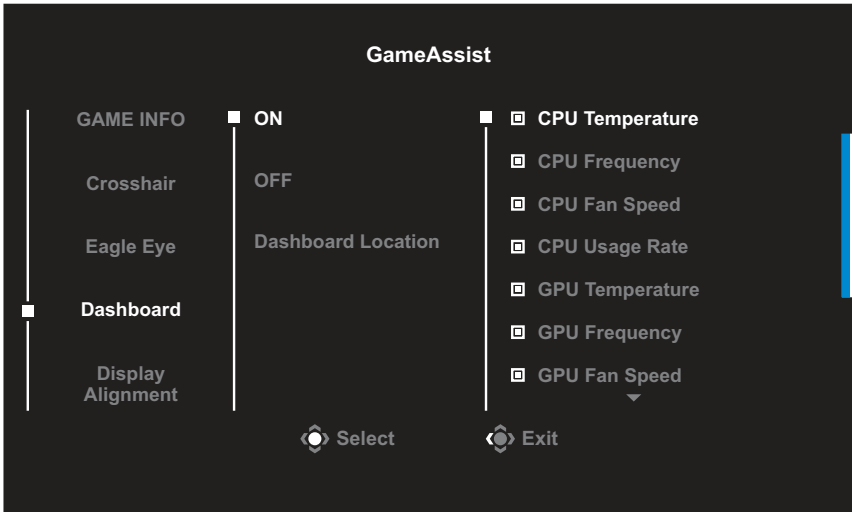 GameAssist
GAME INFO
Crosshair
Eagle Eye
Dashboard
Display
Alignment
ON
OFF
Dashboard Location
CPU Temperature
CPU Frequency
CPU Fan Speed
CPU Usage Rate
GPU Temperature
GPU Frequency
GPU Fan Speed
Select
Exit